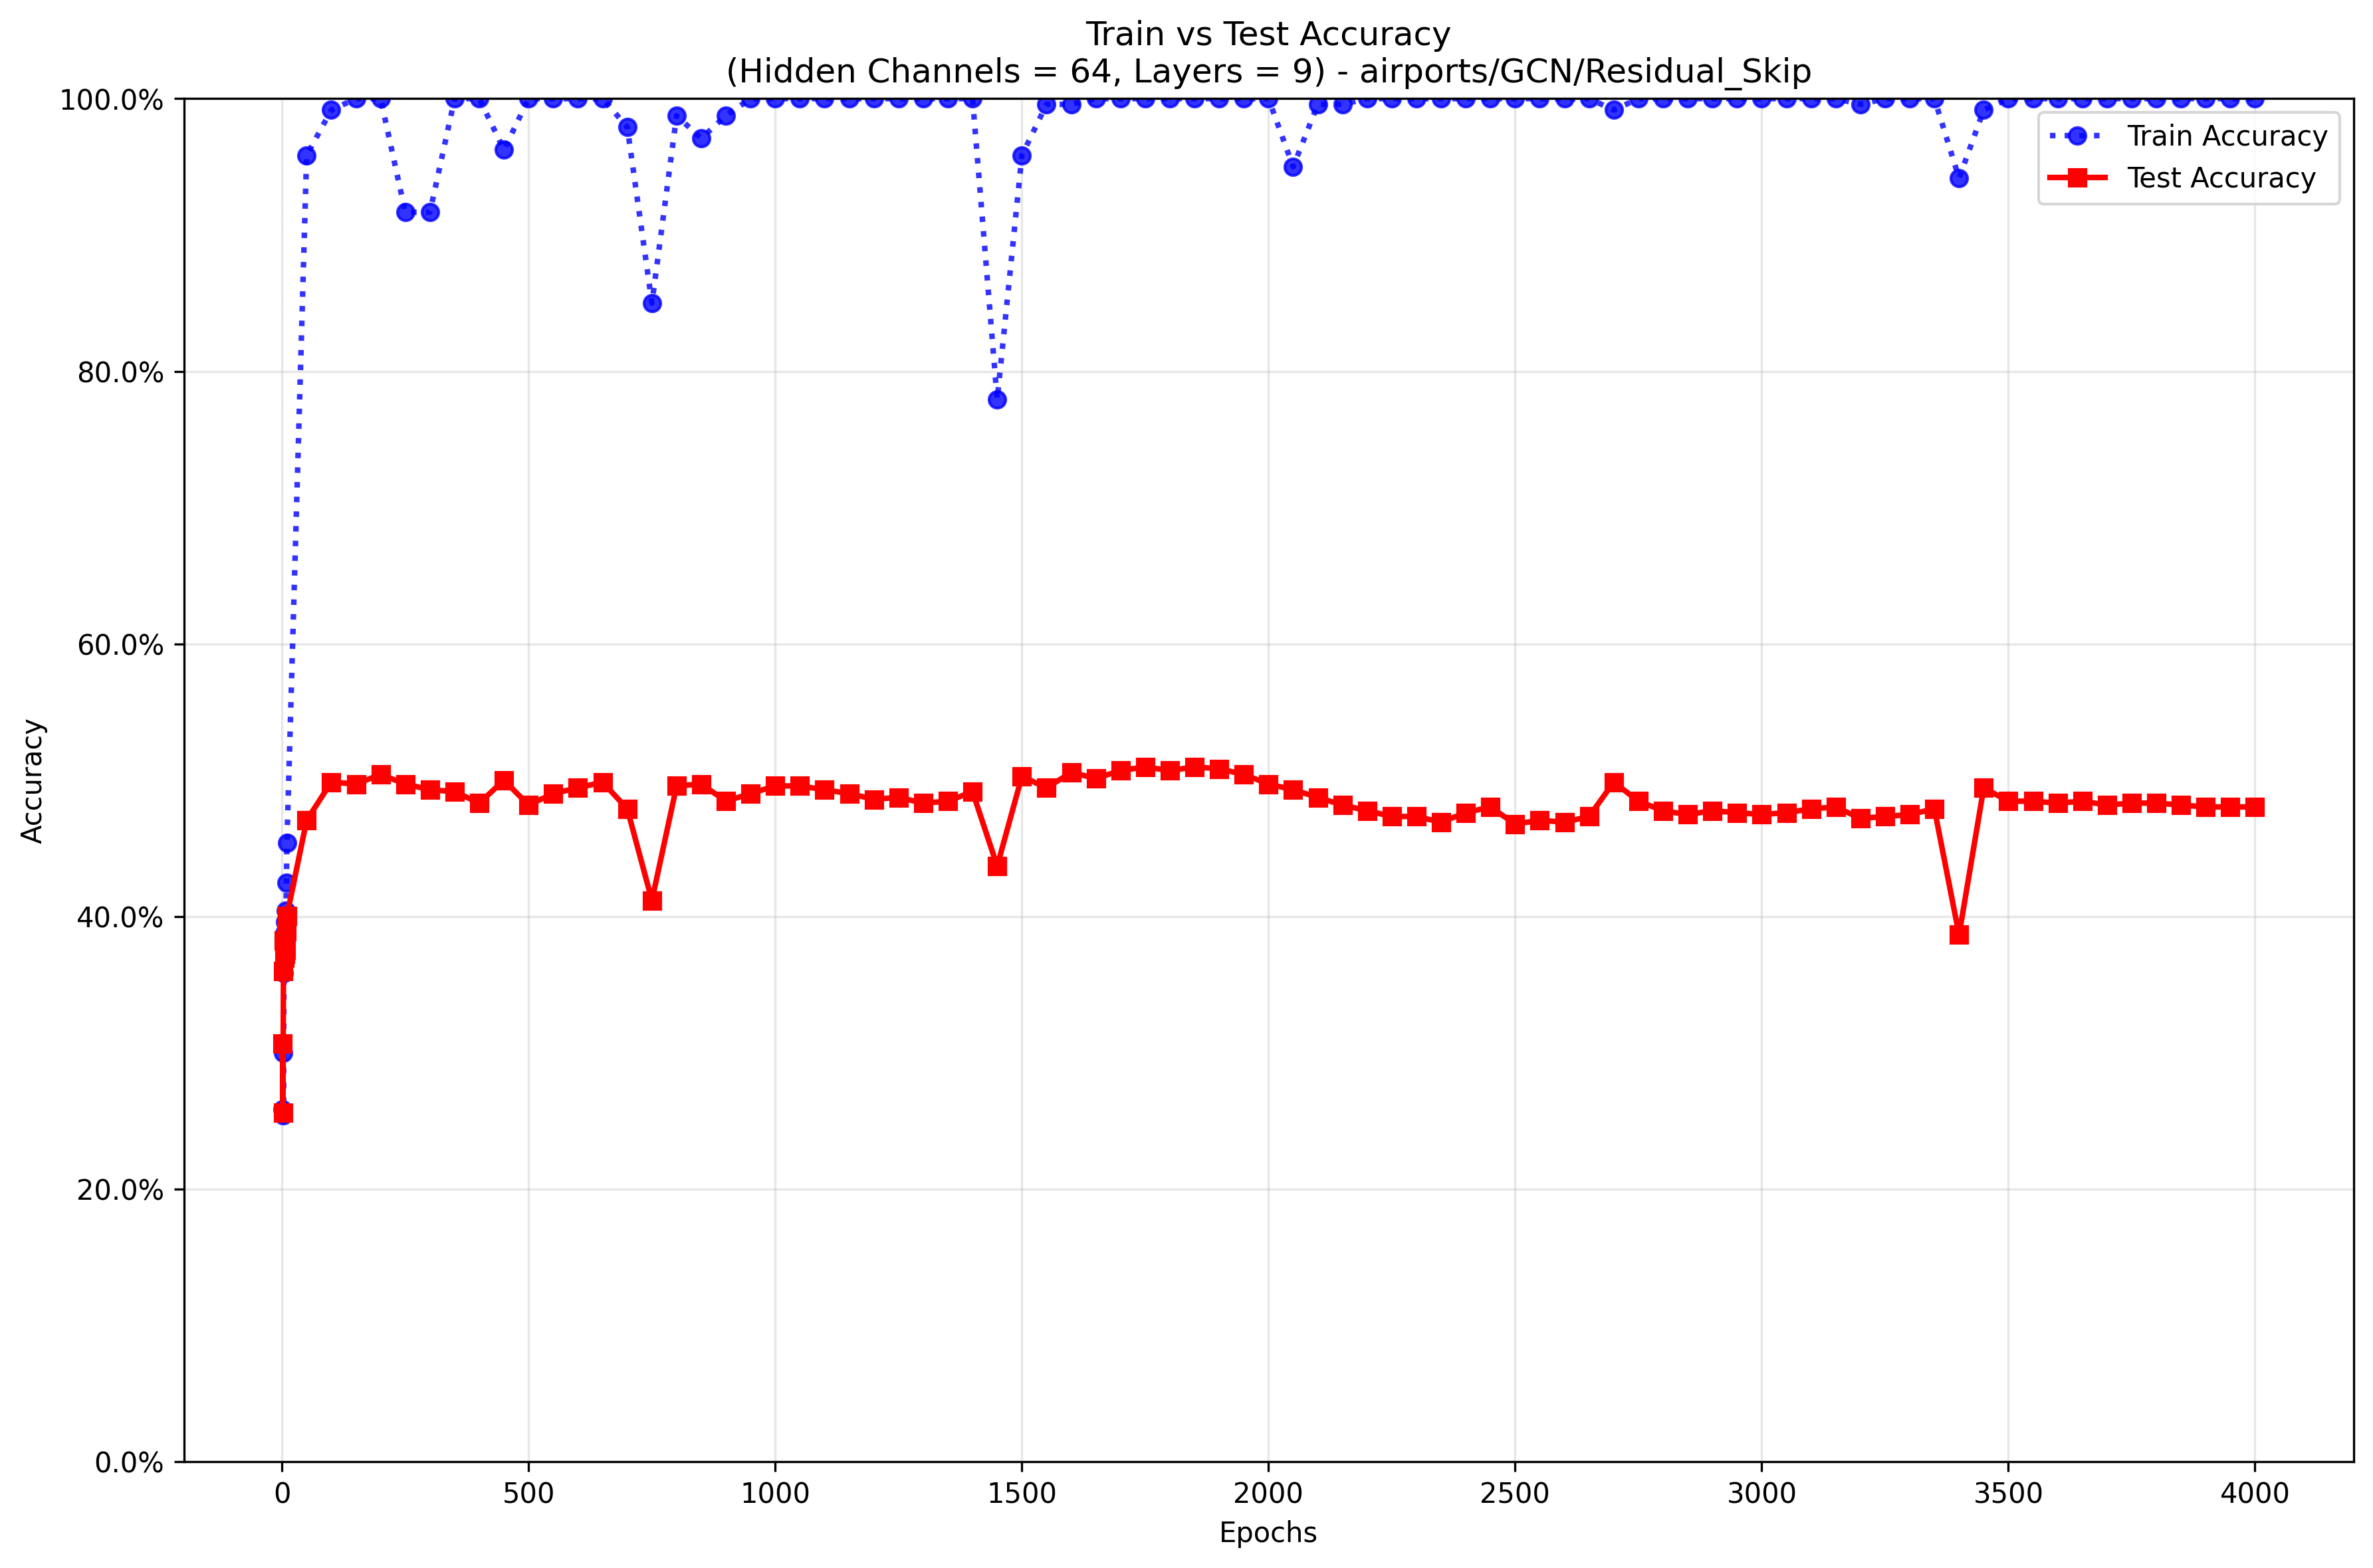 Train vs Test Accuracy
(Hidden Channels = 64, Layers = 9) - airports/GCN/Residual_Skip
100.0%
80.0%
60.0%
40.0%
20.0%
0.0%
Accuracy
Train Accuracy
Test Accuracy
0 500 1000 1500 2000 2500 3000 3500 4000
Epochs